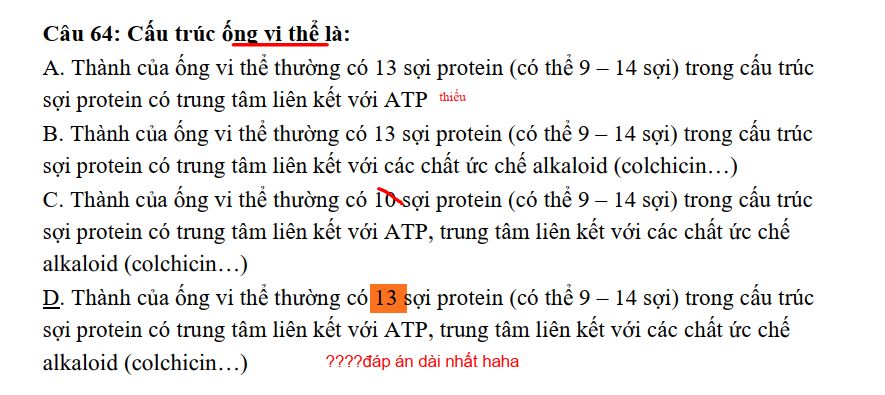 Câu 64: Cấu trúc ống vi thể là:
A. Thành của ống vi thể thường có 13 sợi protein (có thể 9 – 14 sợi) trong cấu trúc
sợi protein có trung tâm liên kết với ATP thiếu
B. Thành của ống vi thể thường có 13 sợi protein (có thể 9 – 14 sợi) trong cấu trúc
sợi protein có trung tâm liên kết với các chất ức chế alkaloid (colchicin…)
C. Thành của ống vi thể thường có 10 sợi protein (có thể 9 – 14 sợi) trong cấu trúc
sợi protein có trung tâm liên kết với ATP, trung tâm liên kết với các chất ức chế
alkaloid (colchicin…)
D. Thành của ống vi thể thường có 13 sợi protein (có thể 9 – 14 sợi) trong cấu trúc
sợi protein có trung tâm liên kết với ATP, trung tâm liên kết với các chất ức chế
alkaloid (colchicin…) ????đáp án dài nhất haha